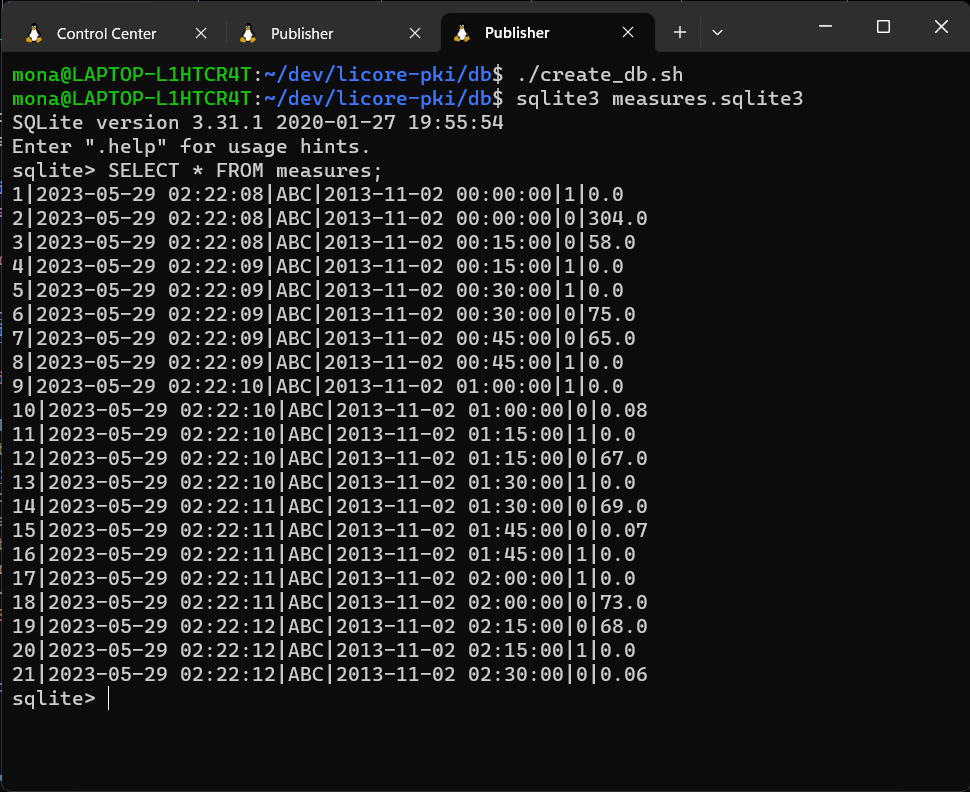 Control Center Publisher Publisher
mona@LAPTOP-L1HTCR4T:~/dev/licore-pki/db$ ./create_db.sh
mona@LAPTOP-L1HTCR4T:~/dev/licore-pki/db$ sqlite3 measures.sqlite3
SQLite version 3.31.1 2020-01-27 19:55:54
Enter ".help" for usage hints.
sqlite> SELECT * FROM measures;
1|2023-05-29 02:22:08|ABC|2013-11-02 00:00:00|1|0.0
2|2023-05-29 02:22:08|ABC|2013-11-02 00:00:00|0|304.0
3|2023-05-29 02:22:08|ABC|2013-11-02 00:15:00|0|58.0
4|2023-05-29 02:22:09|ABC|2013-11-02 00:15:00|1|0.0
5|2023-05-29 02:22:09|ABC|2013-11-02 00:30:00|1|0.0
6|2023-05-29 02:22:09|ABC|2013-11-02 00:30:00|0|75.0
7|2023-05-29 02:22:09|ABC|2013-11-02 00:45:00|0|65.0
8|2023-05-29 02:22:09|ABC|2013-11-02 00:45:00|1|0.0
9|2023-05-29 02:22:10|ABC|2013-11-02 01:00:00|1|0.0
10|2023-05-29 02:22:10|ABC|2013-11-02 01:00:00|0|0.08
11|2023-05-29 02:22:10|ABC|2013-11-02 01:15:00|1|0.0
12|2023-05-29 02:22:10|ABC|2013-11-02 01:15:00|0|67.0
13|2023-05-29 02:22:10|ABC|2013-11-02 01:30:00|1|0.0
14|2023-05-29 02:22:11|ABC|2013-11-02 01:30:00|0|69.0
15|2023-05-29 02:22:11|ABC|2013-11-02 01:45:00|0|0.07
16|2023-05-29 02:22:11|ABC|2013-11-02 01:45:00|1|0.0
17|2023-05-29 02:22:11|ABC|2013-11-02 02:00:00|1|0.0
18|2023-05-29 02:22:11|ABC|2013-11-02 02:00:00|0|73.0
19|2023-05-29 02:22:12|ABC|2013-11-02 02:15:00|0|68.0
20|2023-05-29 02:22:12|ABC|2013-11-02 02:15:00|1|0.0
21|2023-05-29 02:22:12|ABC|2013-11-02 02:30:00|0|0.06
sqlite>